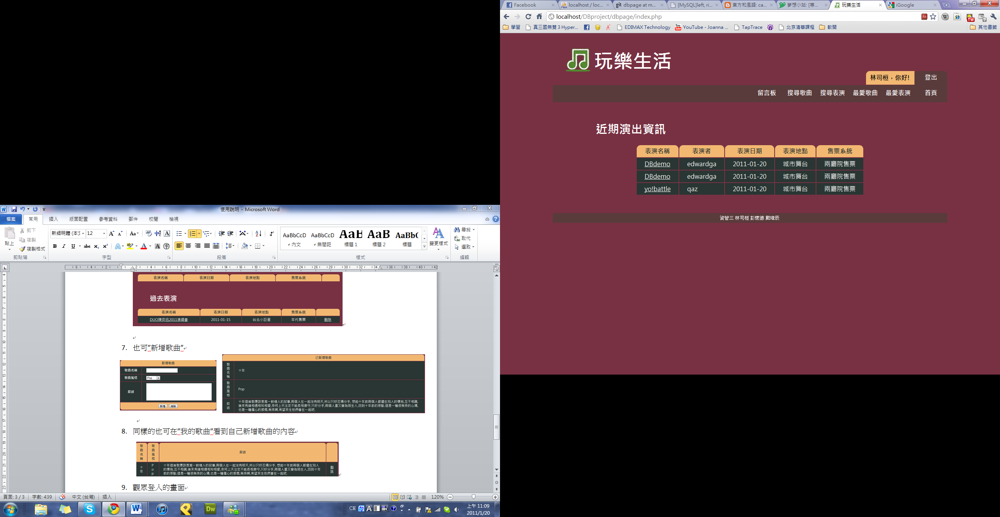 使用說明 - Microsoft Word
檔案 常用 插入 版面配置 參考資料 郵件 校閱 檢視
貼上 剪下 複製 複製格式
新細明體 (本文 12
AaBbCcD AaBbCcD AaB AaB AaBbC
內文 無間距 標題 1 標題 2 標題
變更樣式
尋找 取代 選取
剪貼簿 字型 段落 樣式 編輯
表演名稱 表演日期 表演地點 售票系統
過去表演
表演名稱 表演日期 表演地點 售票系統
DUO陳奕迅2011演唱會 2011-01-15 台北小巨蛋 年代售票 刪除
7. 也可”新增歌曲”
新增歌曲
歌曲名稱
歌曲風格 Pop
敘述
新增 清除
已新增歌曲
歌曲名稱 十年
歌曲風格 Pop
敘述 十年這首歌應該是寫一對情人的故事,兩個人在一起沒有明天,所以只好忍痛分手, 想起十年前兩個人都還在別人的懷抱,互不相識,
後來有緣相遇相知相愛,奈何上天注定不能長相廝守,只好分手,兩個人重又變為陌生人,回到十年前的原點.這是一種很無奈的心痛,
也是一種傷心的感慨.無奈啊,希望來生他們會在一起吧.
8. 同樣的也可在”我的歌曲”看到自己新增歌曲的內容
歌曲名稱 歌曲風格 敘述
十年 Pop 十年這首歌應該是寫一對情人的故事,兩個人在一起沒有明天,所以只好忍痛分手, 想起十年前兩個人都還在別人
的懷抱,互不相識,後來有緣相遇相知相愛,奈何上天注定不能長相廝守,只好分手,兩個人重又變為陌生人,回到十年
前的原點.這是一種很無奈的心痛,也是一種傷心的感慨.無奈啊,希望來生他們會在一起吧.
刪除
9. 觀眾登入的畫面
頁面: 3 / 3 字數: 439 中文 (台灣) 插入 120%
CH 上午 11:09
2011/1/20
Facebook localhost / loc... git dbpage at m... [MySQL]left, ri... 東方和風語: ca... 夢想小站: [專... 玩樂生活 iGoogle
localhost/DBproject/dbpage/index.php
學習 真三國無雙 3 Hyper... EDIMAX Technology YouTube - Joanna ... TapTrace 北京清華課程 軟開 其他書籤
玩樂生活
林司桓，你好! 登出
留言板 搜尋歌曲 搜尋表演 最愛歌曲 最愛表演 首頁
近期演出資訊
表演名稱 表演者 表演日期 表演地點 售票系統
DBdemo edwardga 2011-01-20 城市舞台 兩廳院售票
DBdemo edwardga 2011-01-20 城市舞台 兩廳院售票
yo!battle qaz 2011-01-20 城市舞台 兩廳院售票
資管三 林司桓 彭懷德 戴瑋辰